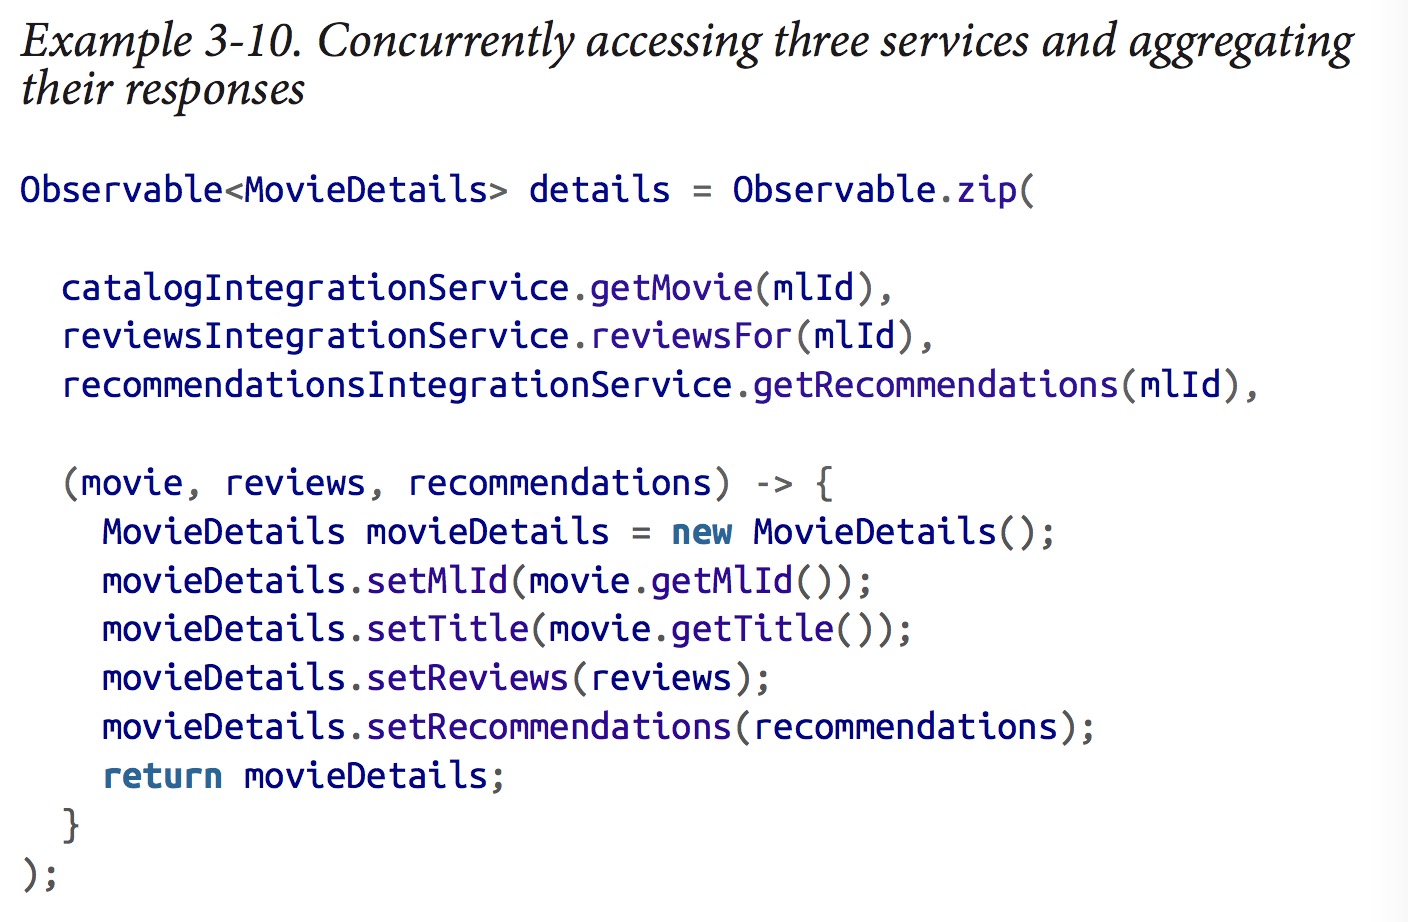 Example 3-10. Concurrently accessing three services and aggregating
their responses
Observable<MovieDetails> details = Observable.zip(
  catalogIntegrationService.getMovie(mlId),
  reviewsIntegrationService.reviewsFor(mlId),
  recommendationsIntegrationService.getRecommendations(mlId),
  (movie, reviews, recommendations) -> {
    MovieDetails movieDetails = new MovieDetails();
    movieDetails.setMlId(movie.getMlId());
    movieDetails.setTitle(movie.getTitle());
    movieDetails.setReviews(reviews);
    movieDetails.setRecommendations(recommendations);
    return movieDetails;
  }
);